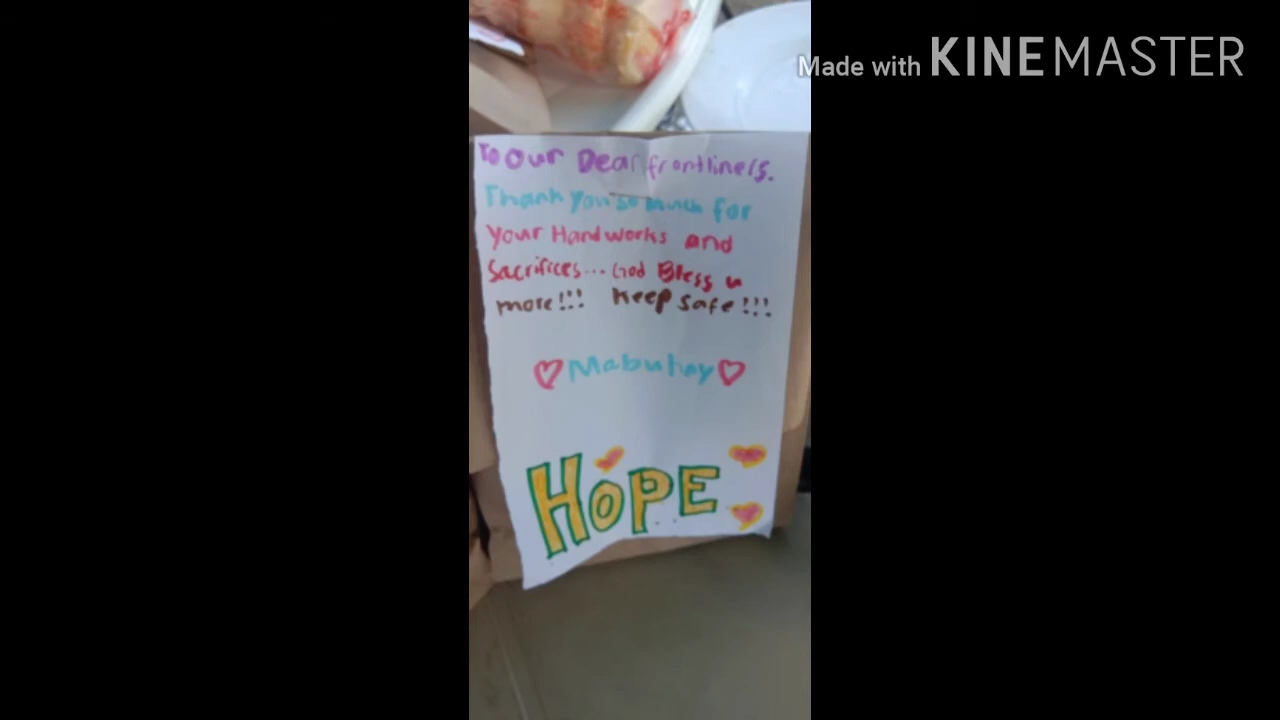 Made with KINEMASTER
To Our Dear frontliners.
Thank you so much for
your Handworks and
Sacrifices... God Bless u
more!!! Keep safe!!!
♡Mabuhay♡
HOPE